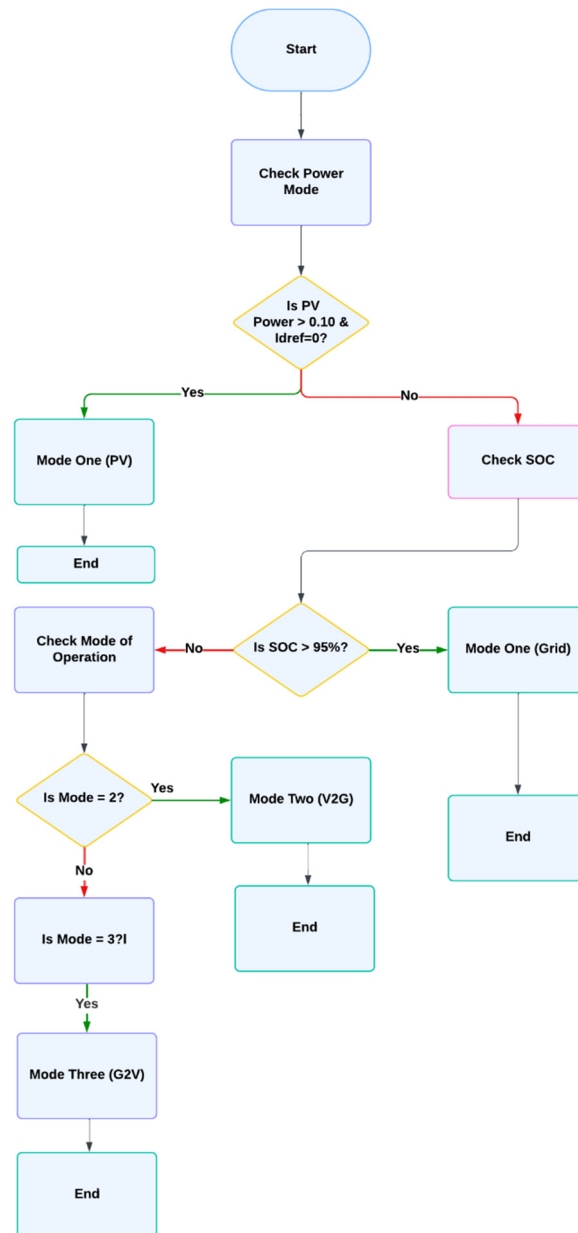 Start
Check Power
Mode
Is PV
Power > 0.10 &
Idref=0?
Yes
No
Mode One (PV)
Check SOC
End
Check Mode of
Operation
No
Is SOC > 95%?
Yes
Mode One (Grid)
Is Mode = 2?
Yes
Mode Two (V2G)
End
No
End
Is Mode = 3?l
Yes
Mode Three (G2V)
End